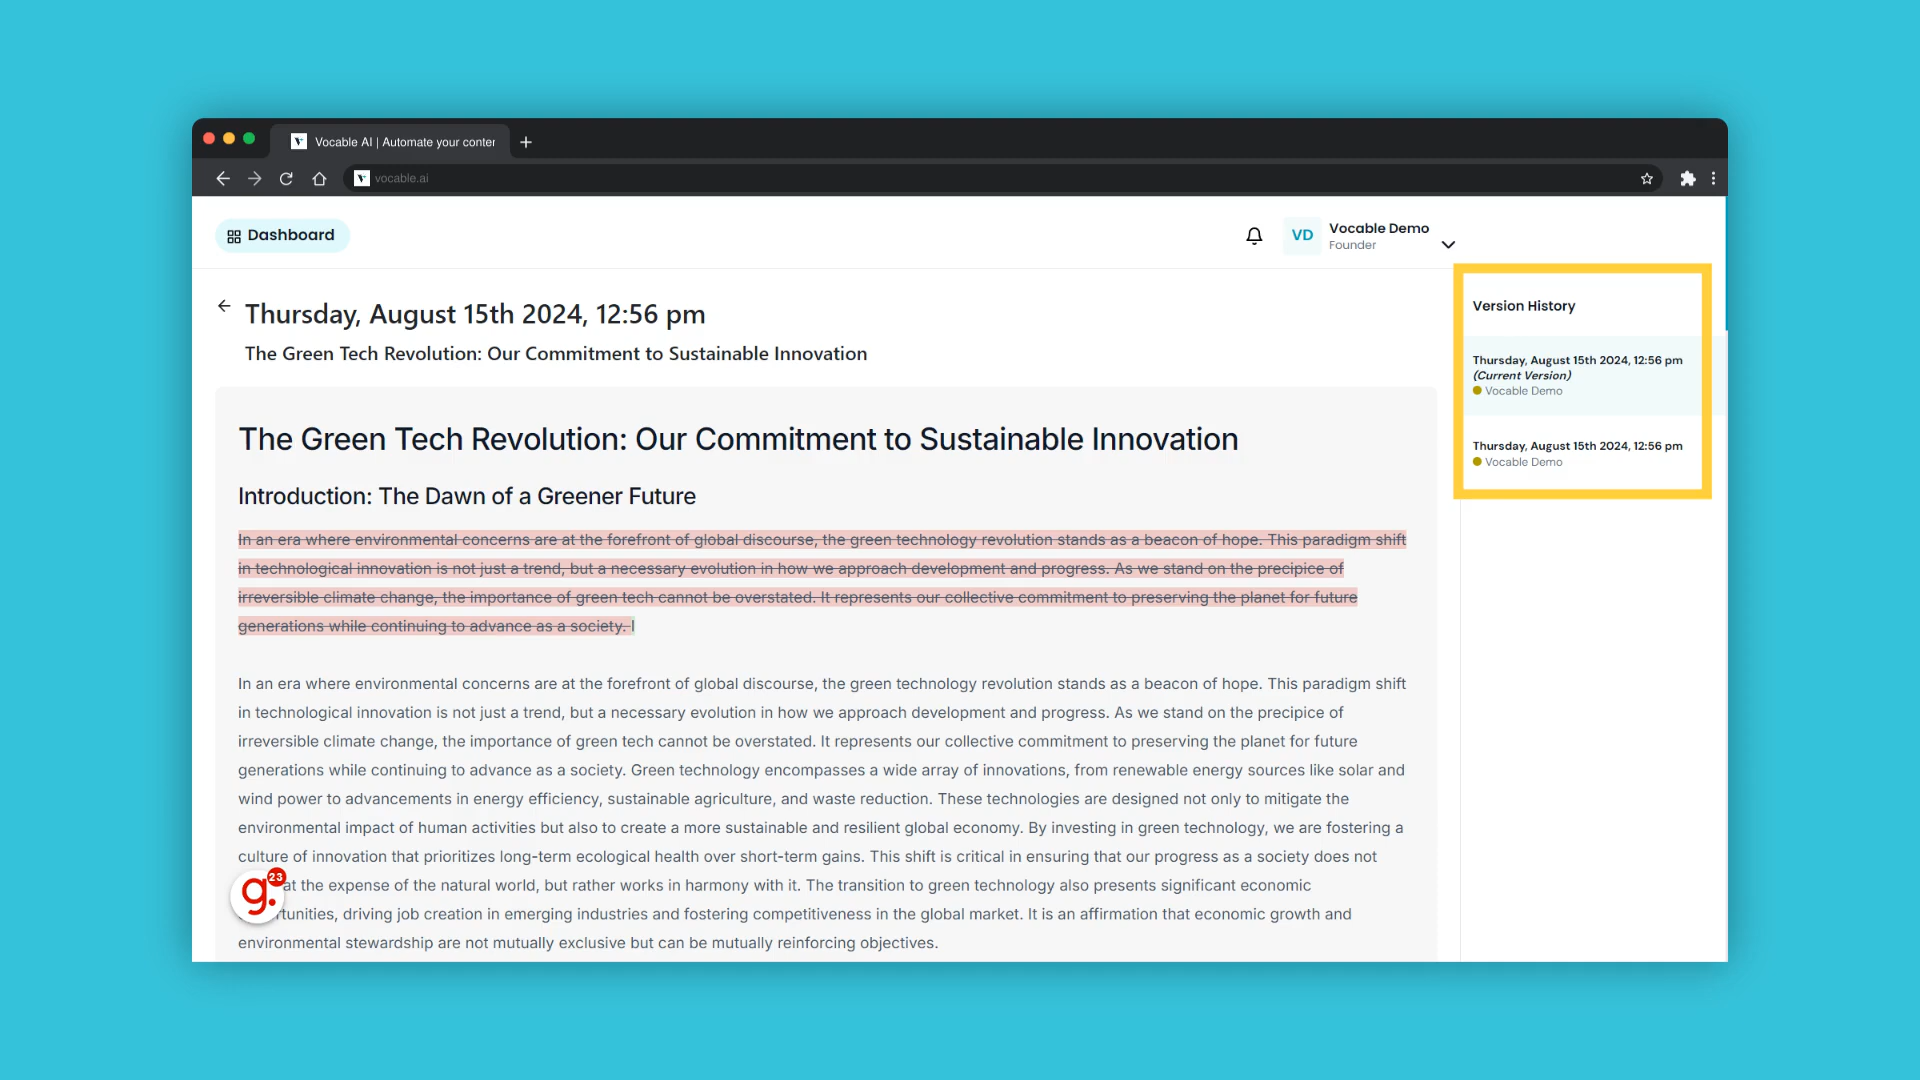 Vocable AI | Automate your conter
vocable.ai
Dashboard
VD
Vocable Demo
Founder
Thursday, August 15th 2024, 12:56 pm
The Green Tech Revolution: Our Commitment to Sustainable Innovation
The Green Tech Revolution: Our Commitment to Sustainable Innovation
Introduction: The Dawn of a Greener Future
In an era where environmental concerns are at the forefront of global discourse, the green technology revolution stands as a beacon of hope. This paradigm shift
in technological innovation is not just a trend, but a necessary evolution in how we approach development and progress. As we stand on the precipice of
irreversible climate change, the importance of green tech cannot be overstated. It represents our collective commitment to preserving the planet for future
generations while continuing to advance as a society. I
In an era where environmental concerns are at the forefront of global discourse, the green technology revolution stands as a beacon of hope. This paradigm shift
in technological innovation is not just a trend, but a necessary evolution in how we approach development and progress. As we stand on the precipice of
irreversible climate change, the importance of green tech cannot be overstated. It represents our collective commitment to preserving the planet for future
generations while continuing to advance as a society. Green technology encompasses a wide array of innovations, from renewable energy sources like solar and
wind power to advancements in energy efficiency, sustainable agriculture, and waste reduction. These technologies are designed not only to mitigate the
environmental impact of human activities but also to create a more sustainable and resilient global economy. By investing in green technology, we are fostering a
culture of innovation that prioritizes long-term ecological health over short-term gains. This shift is critical in ensuring that our progress as a society does not
at the expense of the natural world, but rather works in harmony with it. The transition to green technology also presents significant economic
rtunities, driving job creation in emerging industries and fostering competitiveness in the global market. It is an affirmation that economic growth and
environmental stewardship are not mutually exclusive but can be mutually reinforcing objectives.
g.
23
Version History
Thursday, August 15th 2024, 12:56 pm
(Current Version)
Vocable Demo
Thursday, August 15th 2024, 12:56 pm
Vocable Demo